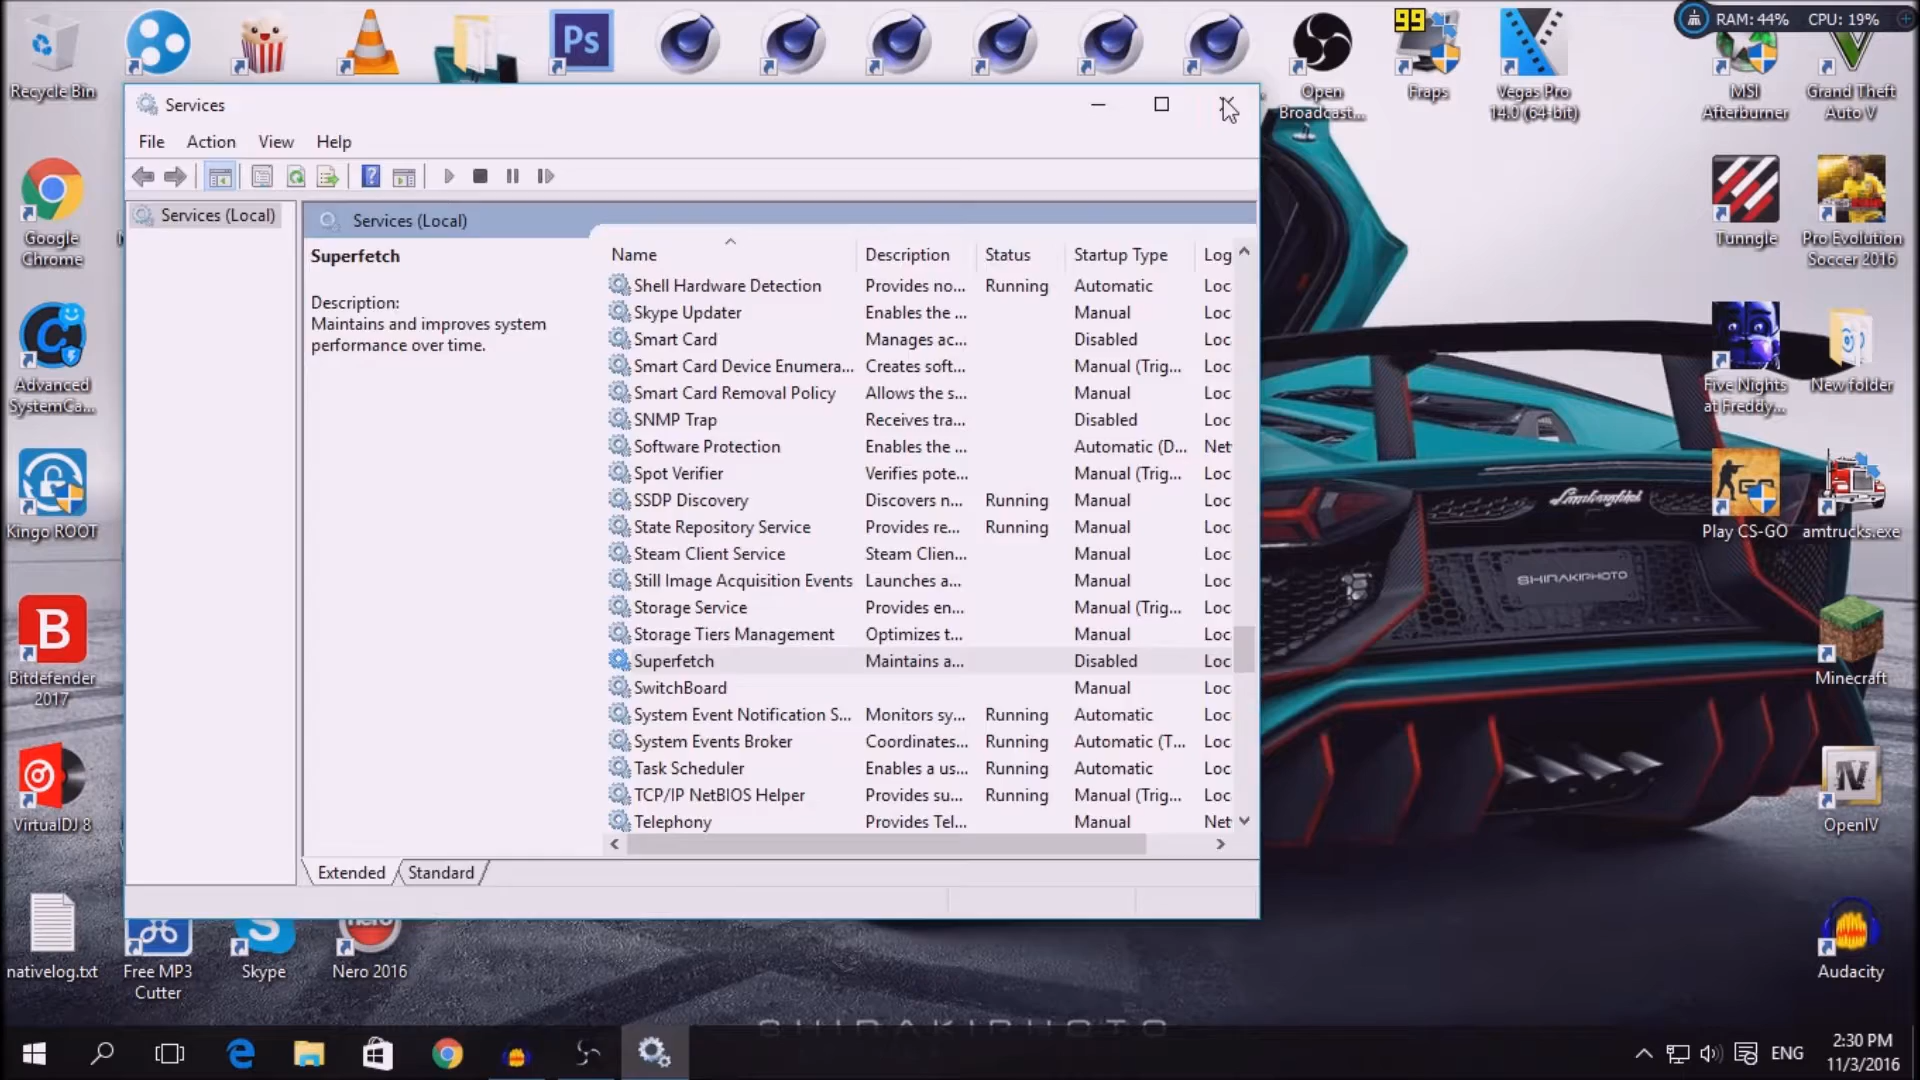 RAM: 44% CPU: 19%
Recycle Bin
Ps
Open
Broadcast...
99
Fraps
Vegas Pro
14.0 (64-bit)
MSI
Afterburner
Grand Theft
Auto V
Services
File Action View Help
Services (Local)
Services (Local)
Superfetch
Description:
Maintains and improves system
performance over time.
Name Description Status Startup Type Log
Shell Hardware Detection Provides no... Running Automatic Loc
Skype Updater Enables the ... Manual Loc
Smart Card Manages ac... Disabled Loc
Smart Card Device Enumera... Creates soft... Manual (Trig... Loc
Smart Card Removal Policy Allows the s... Manual Loc
SNMP Trap Receives tra... Disabled Loc
Software Protection Enables the ... Automatic (D... Net
Spot Verifier Verifies pote... Manual (Trig... Loc
SSDP Discovery Discovers n... Running Manual Loc
State Repository Service Provides re... Running Manual Loc
Steam Client Service Steam Clien... Manual Loc
Still Image Acquisition Events Launches a... Manual Loc
Storage Service Provides en... Manual (Trig... Loc
Storage Tiers Management Optimizes t... Manual Loc
Superfetch Maintains a... Disabled Loc
SwitchBoard Manual Loc
System Event Notification S... Monitors sy... Running Automatic Loc
System Events Broker Coordinates... Running Automatic (T... Loc
Task Scheduler Enables a us... Running Automatic Loc
TCP/IP NetBIOS Helper Provides su... Running Manual (Trig... Loc
Telephony Provides Tel... Manual Net
Extended Standard
Google
Chrome
Advanced
SystemCa...
Kingo ROOT
B
Bitdefender
2017
VirtualDJ 8
nativelog.txt
Free MP3
Cutter
S
Skype
nero
Nero 2016
Tunngle
Pro Evolution
Soccer 2016
Five Nights
at Freddy...
New folder
GO
Play CS-GO
amtrucks.exe
Minecraft
OpenIV
Audacity
Lamborghini
SHIRAKIPHOTO
SHIRAKIPHOTO
ENG
2:30 PM
11/3/2016